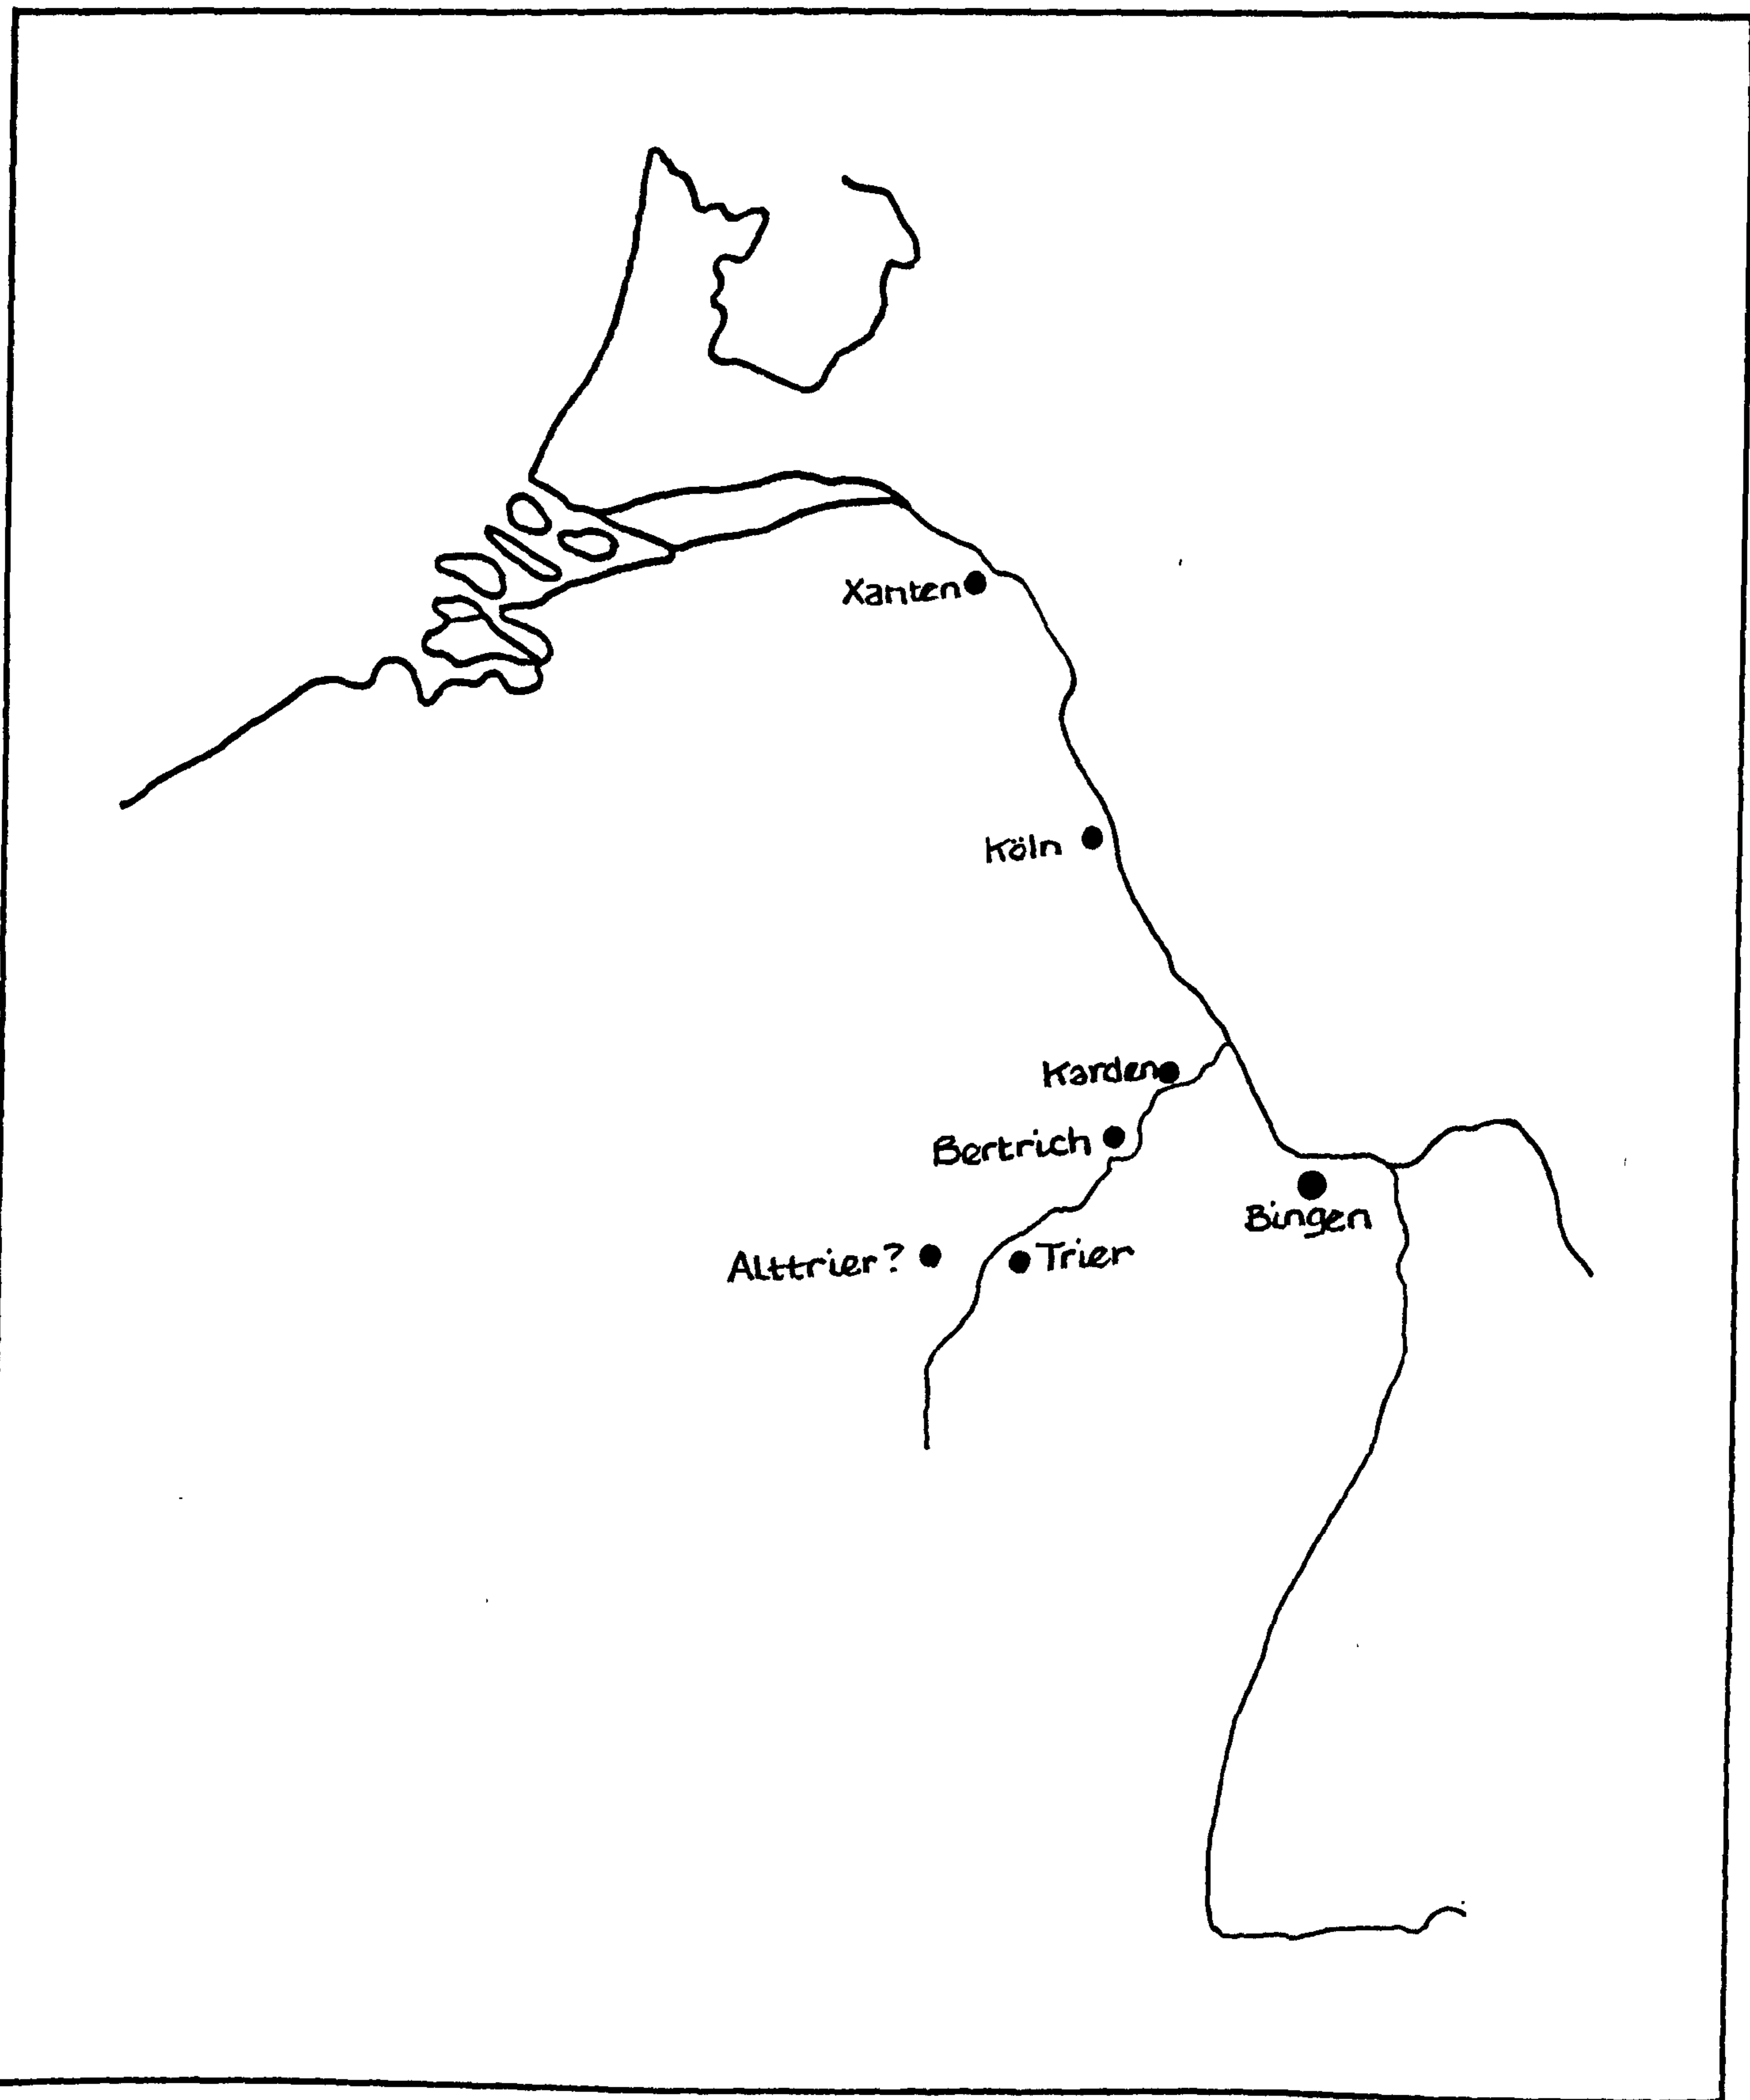 Xanten
Köln
Karden
Bertrich
Alttrier?
Trier
Bingen